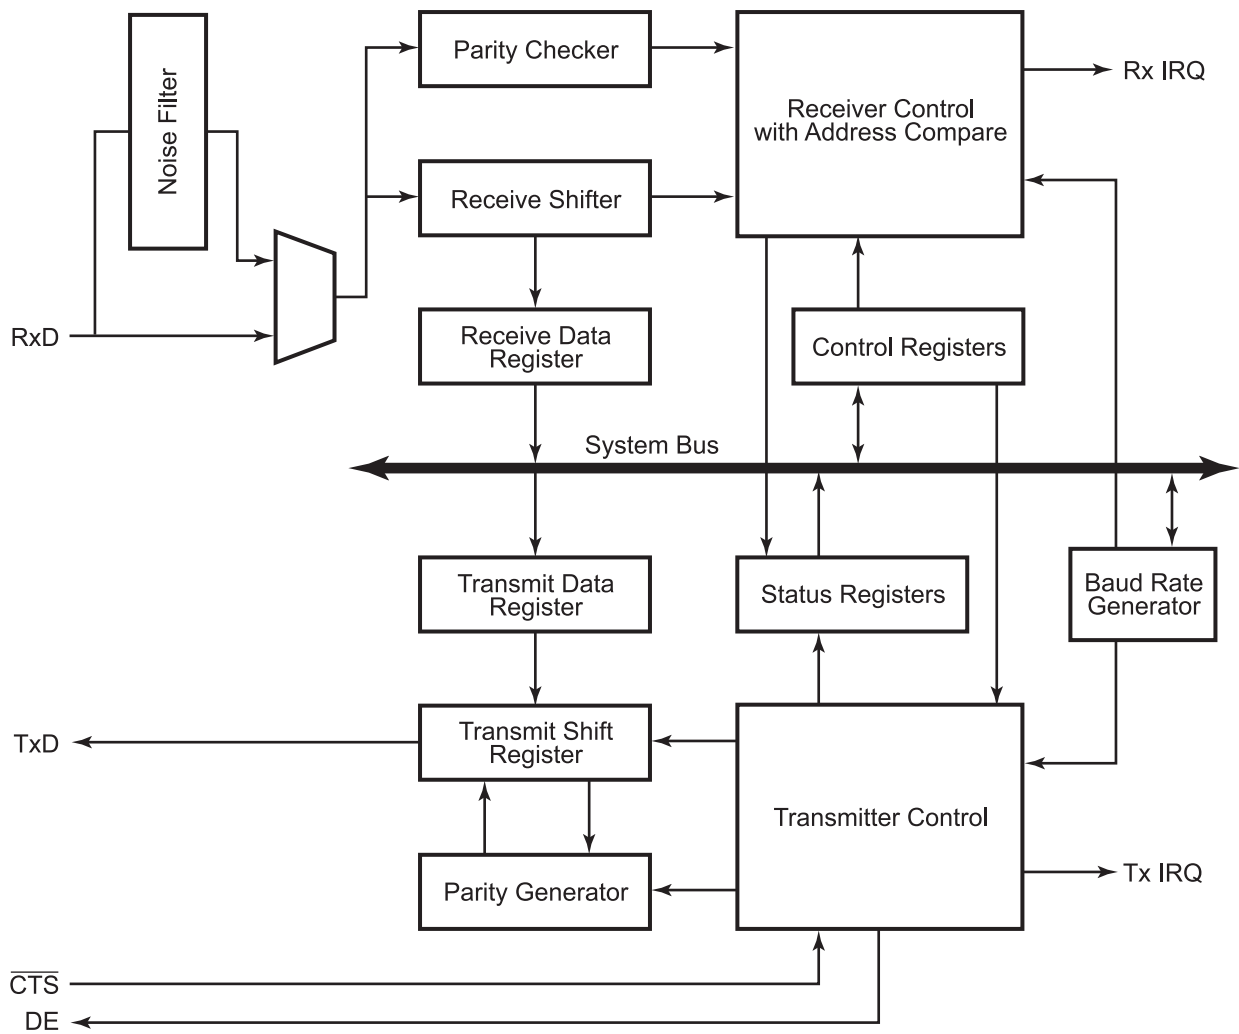 Parity Checker
Noise Filter
Receiver Control
with Address Compare
Rx IRQ
Receive Shifter
RxD
Receive Data
Register
Control Registers
System Bus
Transmit Data
Register
Status Registers
Baud Rate
Generator
TxD
Transmit Shift
Register
Transmitter Control
Parity Generator
Tx IRQ
CTS
DE